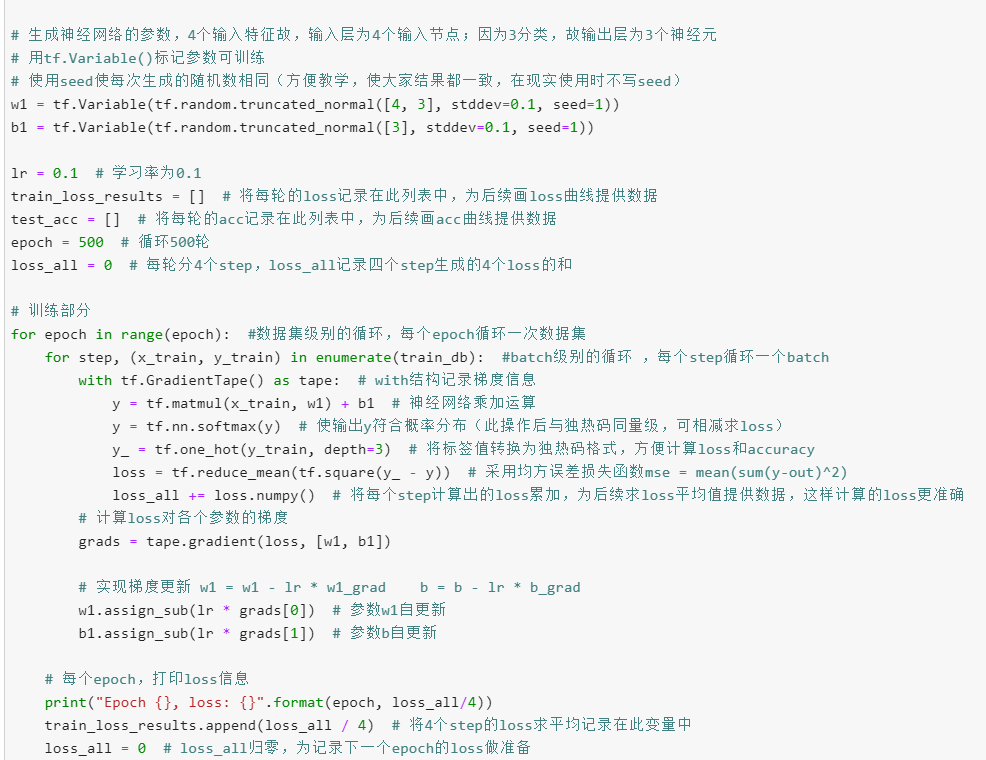 # 生成神经网络的参数，4个输入特征故，输入层为4个输入节点；因为3分类，故输出层为3个神经元
# 用tf.Variable()标记参数可训练
# 使用seed使每次生成的随机数相同（方便教学，使大家结果都一致，在现实使用时不写seed）
w1 = tf.Variable(tf.random.truncated_normal([4, 3], stddev=0.1, seed=1))
b1 = tf.Variable(tf.random.truncated_normal([3], stddev=0.1, seed=1))

lr = 0.1  # 学习率为0.1
train_loss_results = []  # 将每轮的loss记录在此列表中，为后续画loss曲线提供数据
test_acc = []  # 将每轮的acc记录在此列表中，为后续画acc曲线提供数据
epoch = 500  # 循环500轮
loss_all = 0  # 每轮分4个step，loss_all记录四个step生成的4个loss的和

# 训练部分
for epoch in range(epoch):  #数据集级别的循环，每个epoch循环一次数据集
    for step, (x_train, y_train) in enumerate(train_db):  #batch级别的循环 ，每个step循环一个batch
        with tf.GradientTape() as tape:  # with结构记录梯度信息
            y = tf.matmul(x_train, w1) + b1  # 神经网络乘加运算
            y = tf.nn.softmax(y)  # 使输出y符合概率分布（此操作后与独热码同量级，可相减求loss）
            y_ = tf.one_hot(y_train, depth=3)  # 将标签值转换为独热码格式，方便计算loss和accuracy
            loss = tf.reduce_mean(tf.square(y_ - y))  # 采用均方误差损失函数mse = mean(sum(y-out)^2)
            loss_all += loss.numpy()  # 将每个step计算出的loss累加，为后续求loss平均值提供数据，这样计算的loss更准确
        # 计算loss对各个参数的梯度
        grads = tape.gradient(loss, [w1, b1])

        # 实现梯度更新 w1 = w1 - lr * w1_grad    b = b - lr * b_grad
        w1.assign_sub(lr * grads[0])  # 参数w1自更新
        b1.assign_sub(lr * grads[1])  # 参数b自更新

    # 每个epoch，打印loss信息
    print("Epoch {}, loss: {}".format(epoch, loss_all/4))
    train_loss_results.append(loss_all / 4)  # 将4个step的loss求平均记录在此变量中
    loss_all = 0  # loss_all归零，为记录下一个epoch的loss做准备